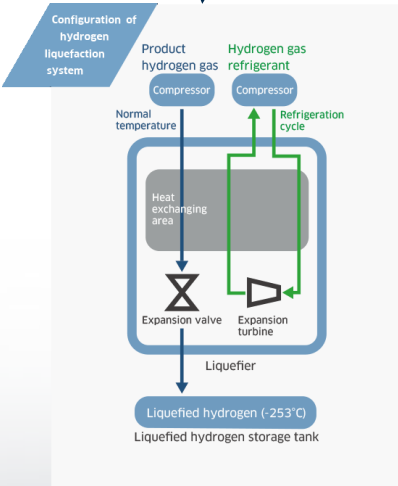 Configuration of
hydrogen
liquefaction
system
Product
hydrogen gas
Hydrogen gas
refrigerant
Compressor
Compressor
Normal
temperature
Refrigeration
cycle
Heat
exchanging
area
Expansion valve
Expansion
turbine
Liquefier
Liquefied hydrogen (-253°C)
Liquefied hydrogen storage tank